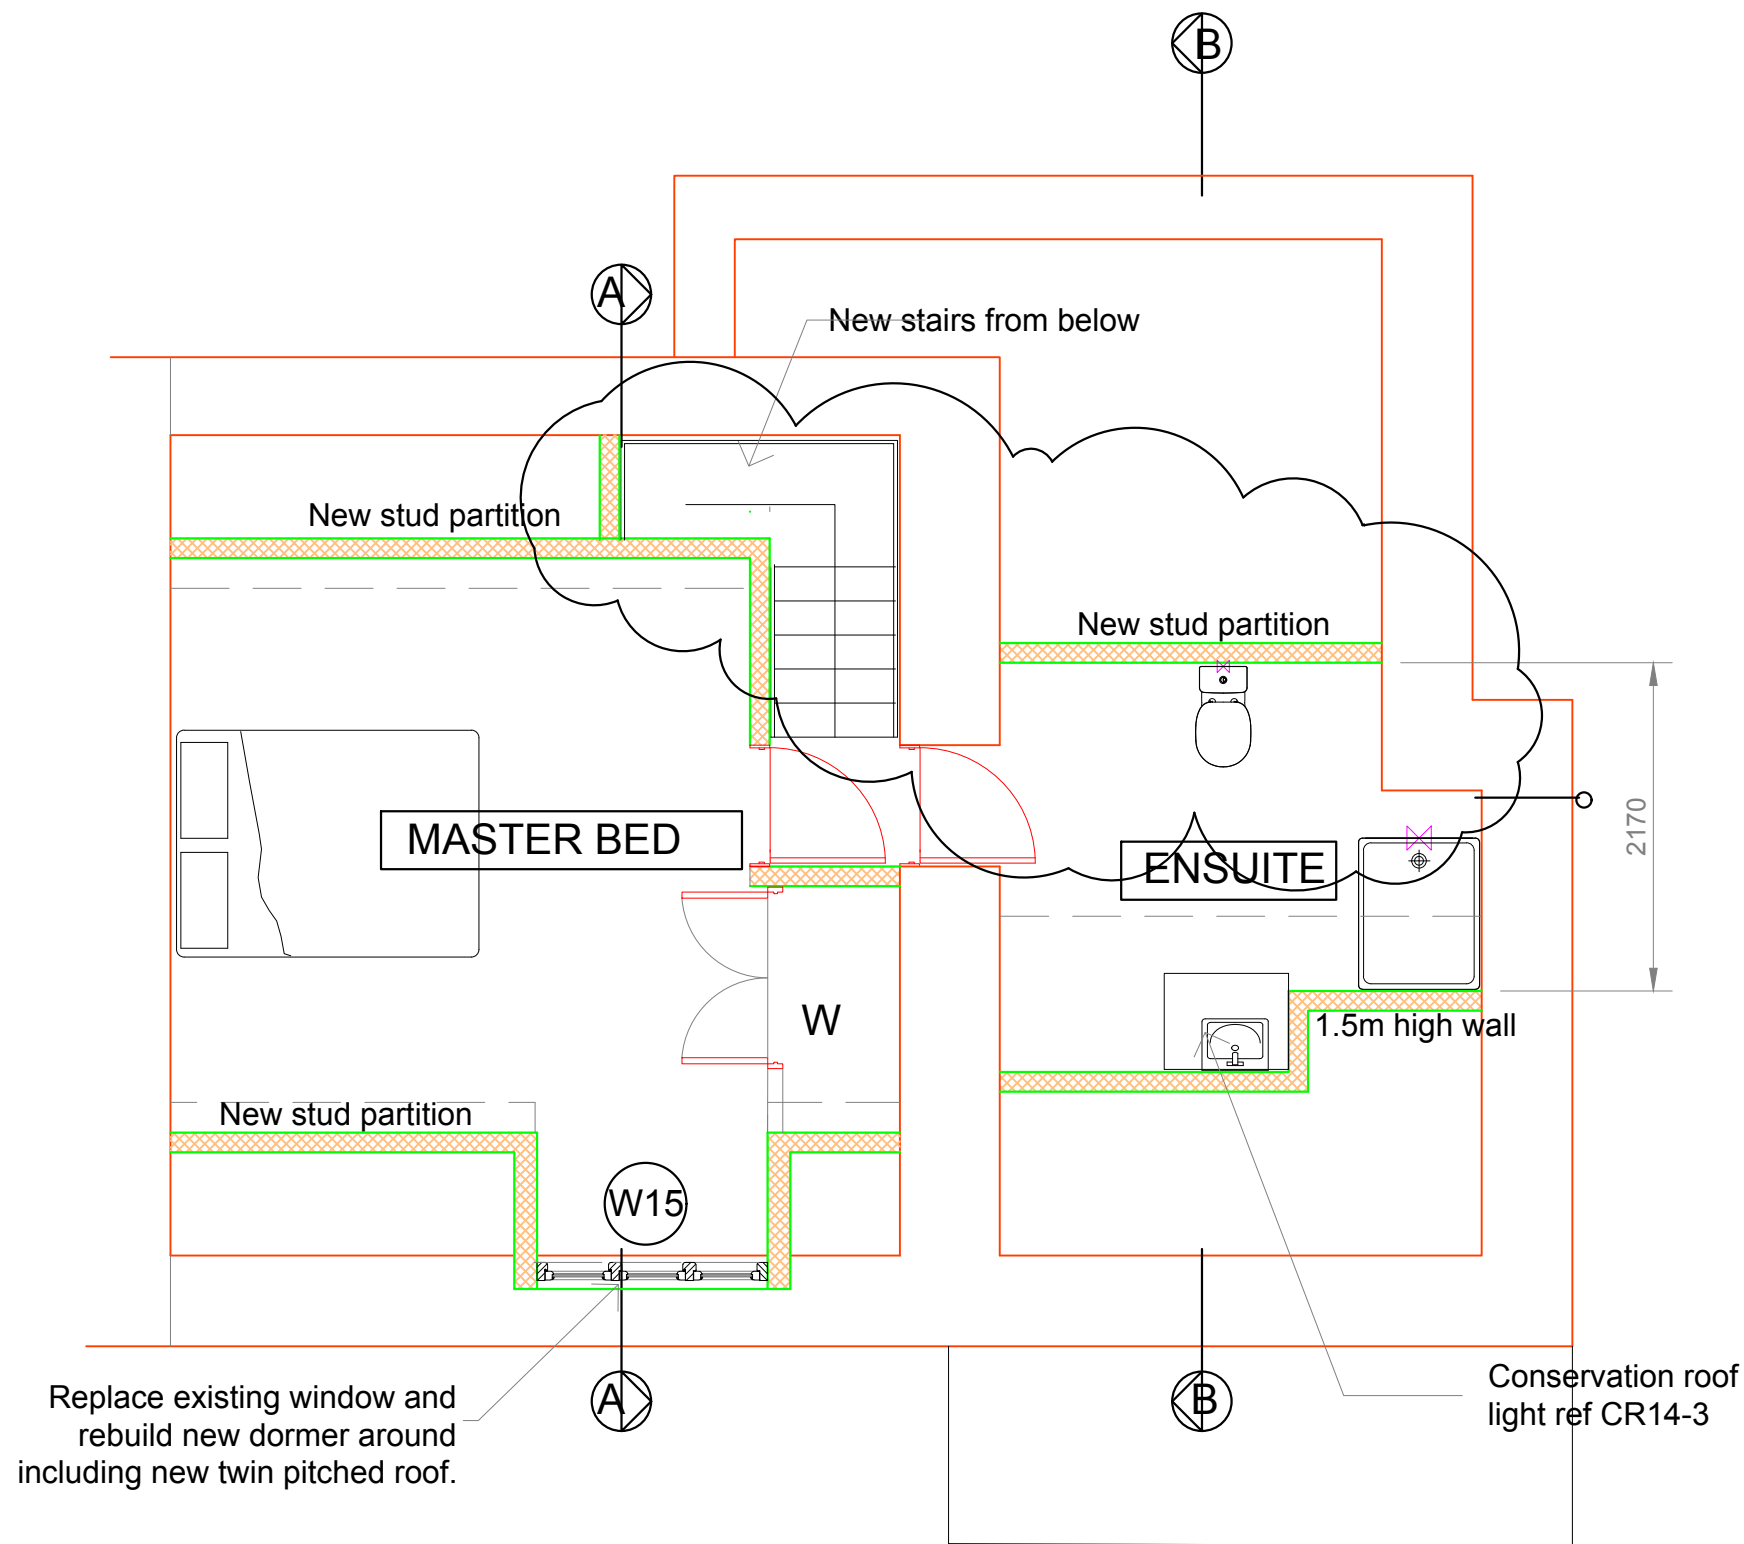 B
A
New stairs from below
New stud partition
New stud partition
MASTER BED
ENSUITE
2170
W
1.5m high wall
New stud partition
W15
Replace existing window and
rebuild new dormer around
including new twin pitched roof.
A
B
Conservation roof
light ref CR14-3